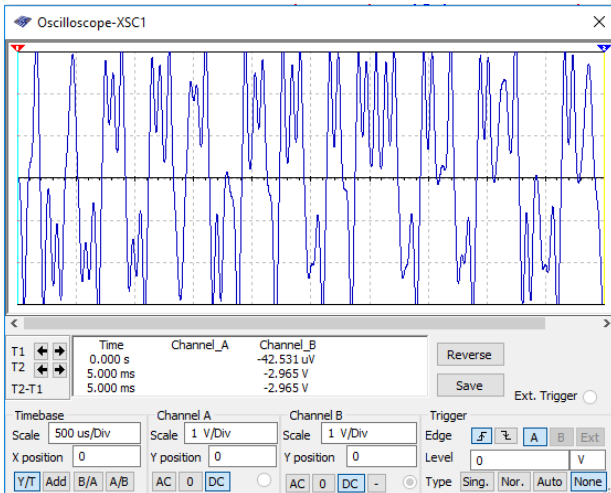 Oscilloscope-XSC1
T1
T2
T2-T1
Time Channel_A Channel_B
0.000 s -42.531 uV
5.000 ms -2.965 V
5.000 ms -2.965 V
Reverse
Save
Ext. Trigger
Timebase
Scale 500 us/Div
X position 0
Y/T Add B/A A/B
Channel A
Scale 1 V/Div
Y position 0
AC 0 DC
Channel B
Scale 1 V/Div
Y position 0
AC 0 DC -
Trigger
Edge A B Ext
Level 0 V
Type Sing. Nor. Auto None